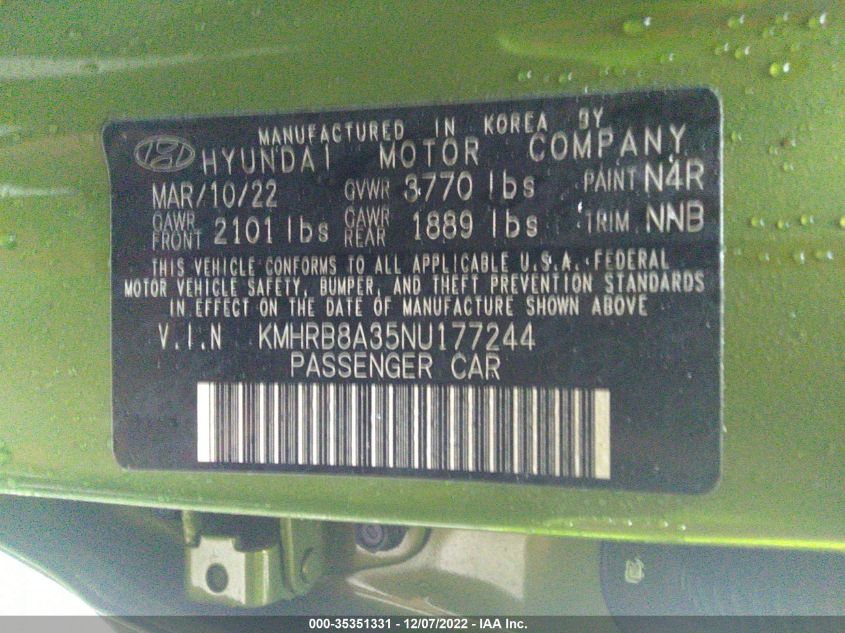 MANUFACTURED IN KOREA BY
HYUNDAI MOTOR COMPANY
MAR/10/22 GVWR 3770 lbs PAINT N4R
GAWR FRONT 2101 lbs GAWR REAR 1889 lbs TRIM NNB
THIS VEHICLE CONFORMS TO ALL APPLICABLE U.S.A. FEDERAL
MOTOR VEHICLE SAFETY, BUMPER, AND THEFT PREVENTION STANDARDS
IN EFFECT ON THE DATE OF MANUFACTURE SHOWN ABOVE
V.I.N KMHRB8A35NU177244
PASSENGER CAR
000-35351331 - 12/07/2022 - IAA Inc.